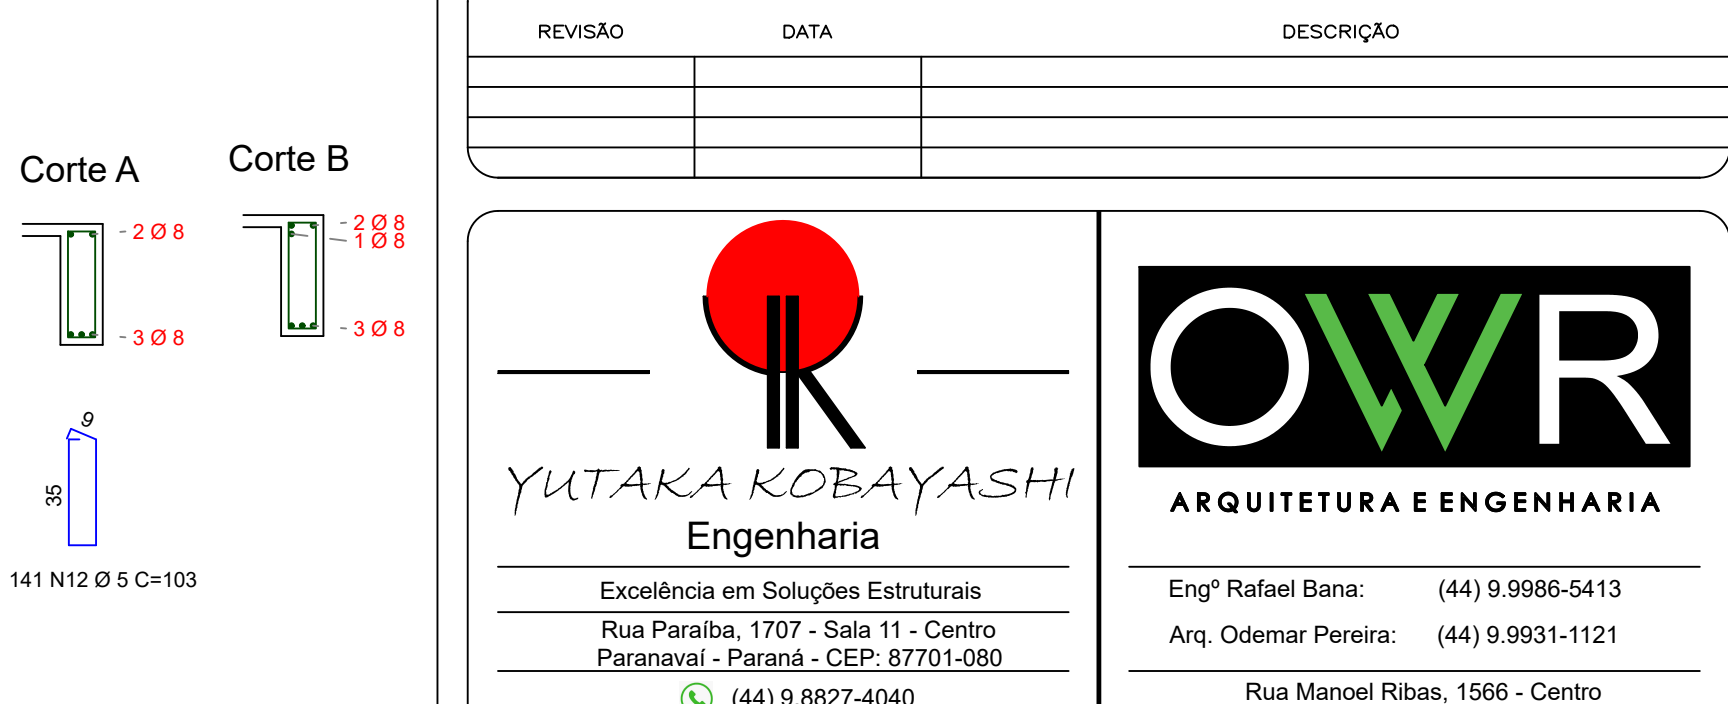 REVISÃO DATA DESCRIÇÃO
Corte A
2 Ø 8
3 Ø 8
Corte B
2 Ø 8
1 Ø 8
3 Ø 8
9
35
141 N12 Ø 5 C=103
YUTAKA KOBAYASHI
Engenharia
Excelência em Soluções Estruturais
Rua Paraíba, 1707 - Sala 11 - Centro
Paranavaí - Paraná - CEP: 87701-080
(44) 9.8827-4040
OWR
ARQUITETURA E ENGENHARIA
Engº Rafael Bana: (44) 9.9986-5413
Arq. Odemar Pereira: (44) 9.9931-1121
Rua Manoel Ribas, 1566 - Centro